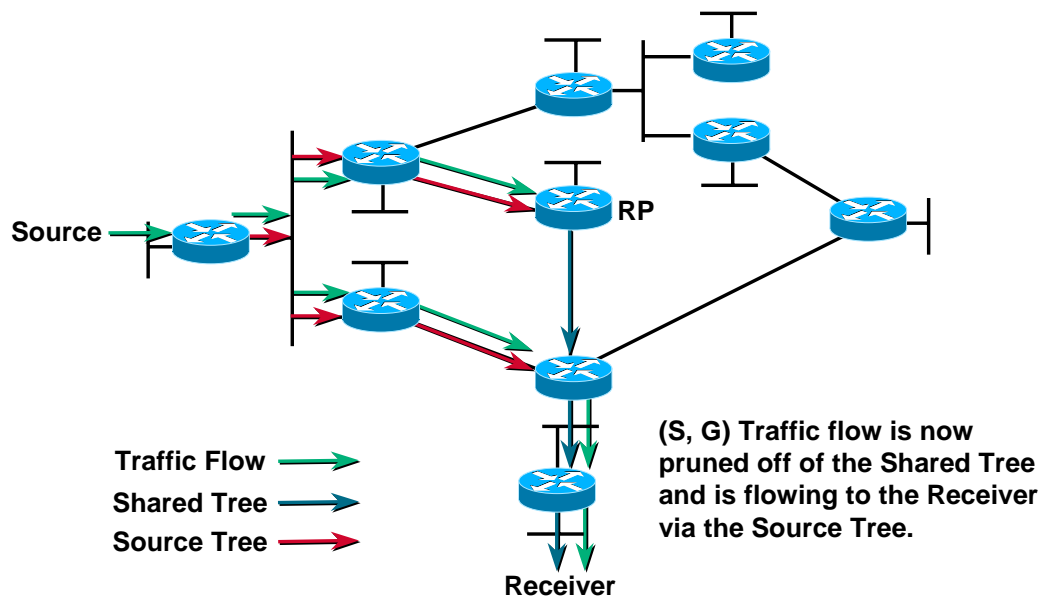 RP
Source
(S, G) Traffic flow is now
pruned off of the Shared Tree
and is flowing to the Receiver
via the Source Tree.
Traffic Flow
Shared Tree
Source Tree
Receiver